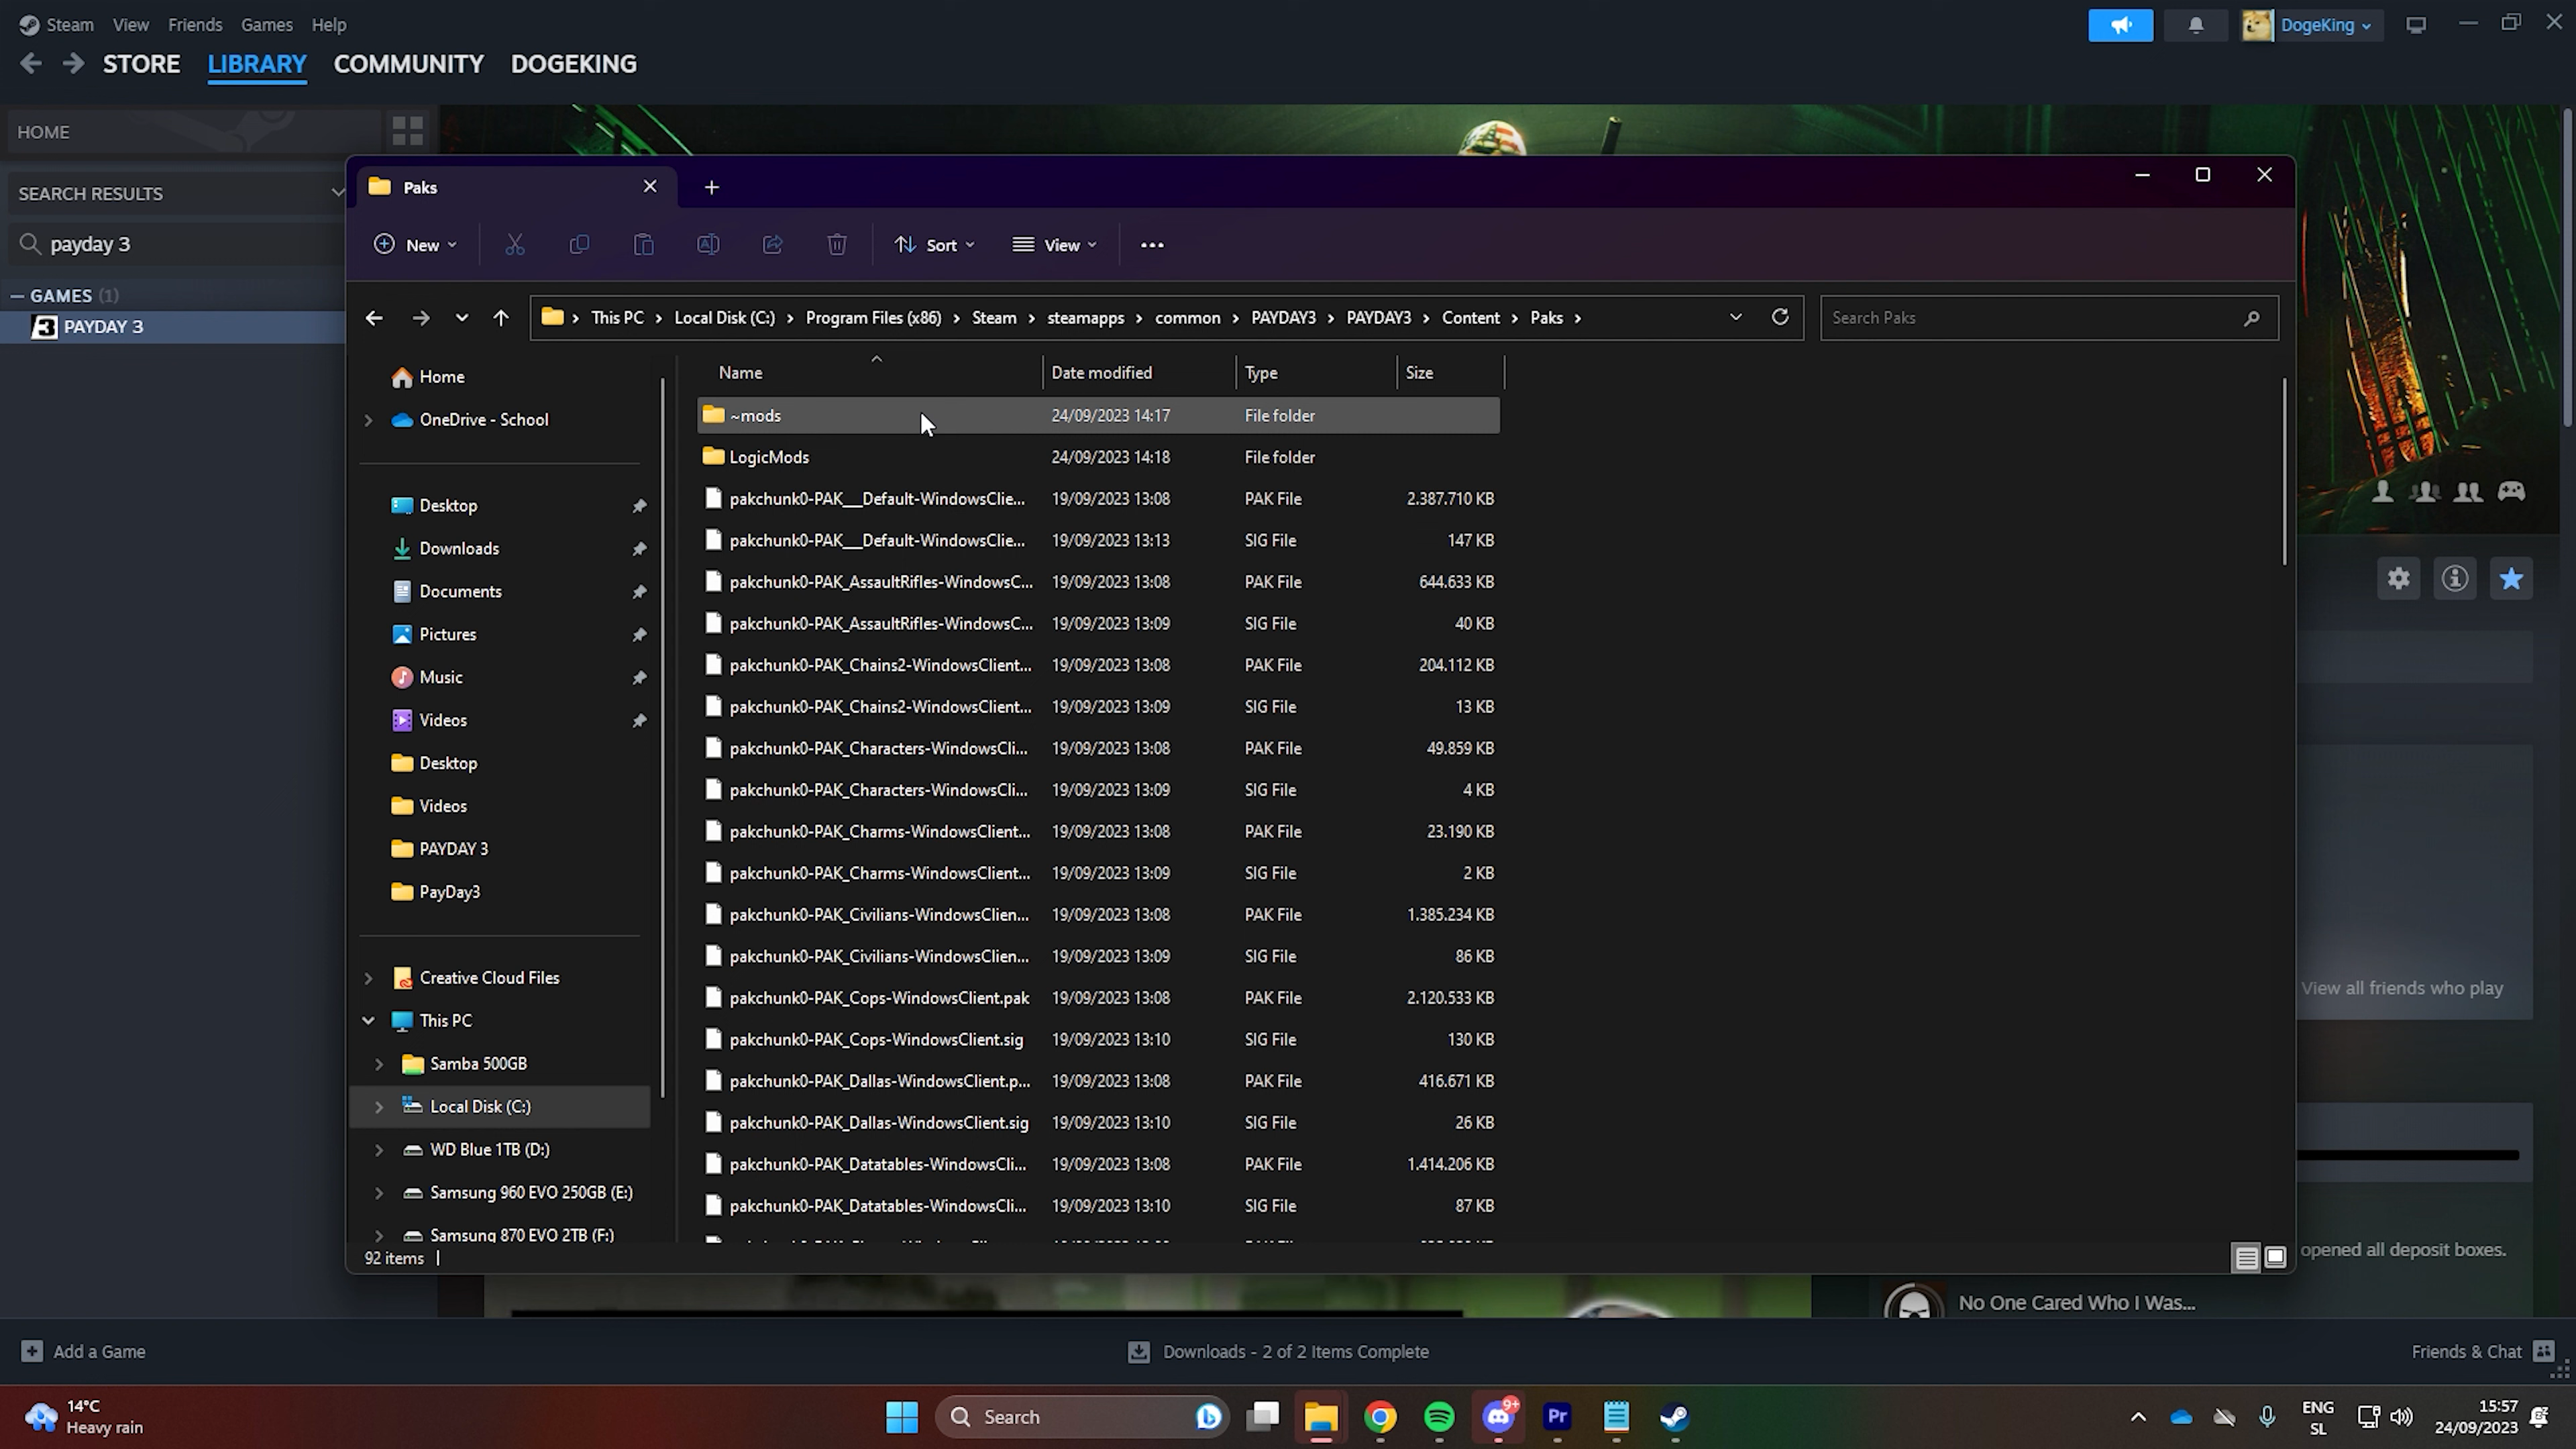 Steam View Friends Games Help
DogeKing
STORE LIBRARY COMMUNITY DOGEKING
HOME
SEARCH RESULTS
payday 3
GAMES (1)
PAYDAY 3
Paks
New Sort View
This PC > Local Disk (C:) > Program Files (x86) > Steam > steamapps > common > PAYDAY3 > PAYDAY3 > Content > Paks >
Search Paks
Home
OneDrive - School
Desktop
Downloads
Documents
Pictures
Music
Videos
Desktop
Videos
PAYDAY 3
PayDay3
Creative Cloud Files
This PC
Samba 500GB
Local Disk (C:)
WD Blue 1TB (D:)
Samsung 960 EVO 250GB (E:)
Samsung 870 EVO 2TB (F:)
Name Date modified Type Size
~mods 24/09/2023 14:17 File folder
LogicMods 24/09/2023 14:18 File folder
pakchunk0-PAK__Default-WindowsClie... 19/09/2023 13:08 PAK File 2.387.710 KB
pakchunk0-PAK__Default-WindowsClie... 19/09/2023 13:13 SIG File 147 KB
pakchunk0-PAK_AssaultRifles-WindowsC... 19/09/2023 13:08 PAK File 644.633 KB
pakchunk0-PAK_AssaultRifles-WindowsC... 19/09/2023 13:09 SIG File 40 KB
pakchunk0-PAK_Chains2-WindowsClient... 19/09/2023 13:08 PAK File 204.112 KB
pakchunk0-PAK_Chains2-WindowsClient... 19/09/2023 13:09 SIG File 13 KB
pakchunk0-PAK_Characters-WindowsCli... 19/09/2023 13:08 PAK File 49.859 KB
pakchunk0-PAK_Characters-WindowsCli... 19/09/2023 13:09 SIG File 4 KB
pakchunk0-PAK_Charms-WindowsClient... 19/09/2023 13:08 PAK File 23.190 KB
pakchunk0-PAK_Charms-WindowsClient... 19/09/2023 13:09 SIG File 2 KB
pakchunk0-PAK_Civilians-WindowsClien... 19/09/2023 13:08 PAK File 1.385.234 KB
pakchunk0-PAK_Civilians-WindowsClien... 19/09/2023 13:09 SIG File 86 KB
pakchunk0-PAK_Cops-WindowsClient.pak 19/09/2023 13:08 PAK File 2.120.533 KB
pakchunk0-PAK_Cops-WindowsClient.sig 19/09/2023 13:10 SIG File 130 KB
pakchunk0-PAK_Dallas-WindowsClient.p... 19/09/2023 13:08 PAK File 416.671 KB
pakchunk0-PAK_Dallas-WindowsClient.sig 19/09/2023 13:10 SIG File 26 KB
pakchunk0-PAK_Datatables-WindowsCli... 19/09/2023 13:08 PAK File 1.414.206 KB
pakchunk0-PAK_Datatables-WindowsCli... 19/09/2023 13:10 SIG File 87 KB
92 items
View all friends who play
opened all deposit boxes.
No One Cared Who I Was...
Add a Game
Downloads - 2 of 2 Items Complete
Friends & Chat
14°C
Heavy rain
Search
9+
Pr
ENG
SL
15:57
24/09/2023